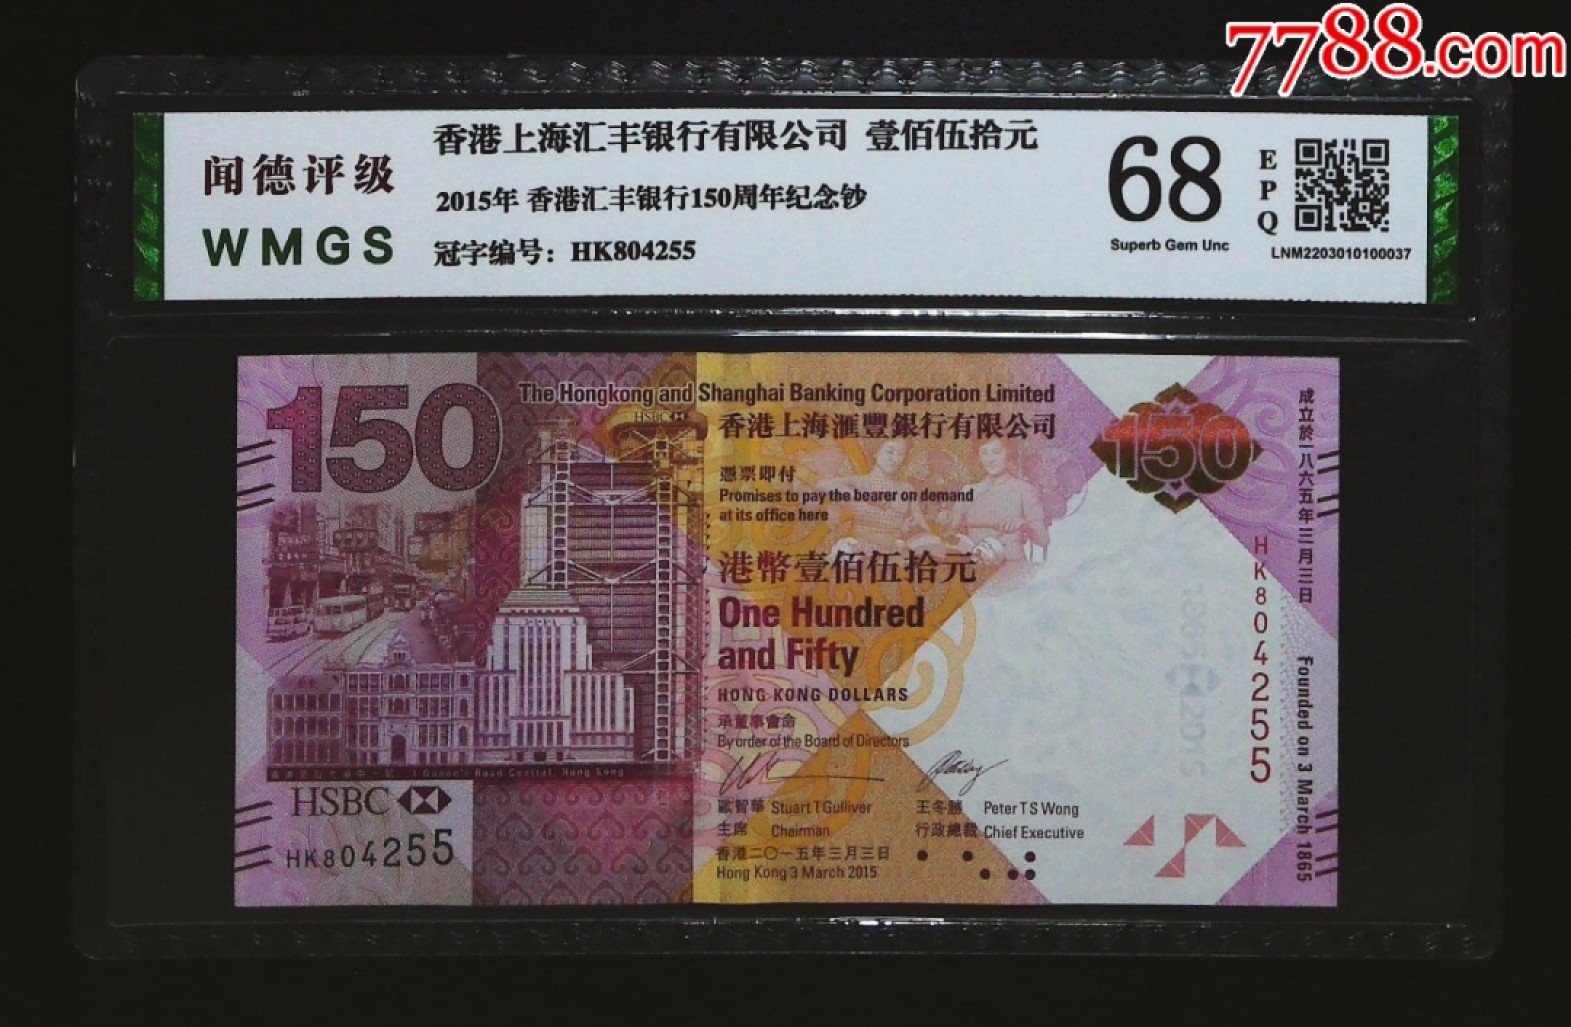 7788.com
闻德评级
WMGS
香港上海汇丰银行有限公司 壹佰伍拾元
2015年 香港汇丰银行150周年纪念钞
冠字编号：HK804255
68
Superb Gem Unc
EPQ
LNM2203010100037
150
The Hongkong and Shanghai Banking Corporation Limited
HSBC
香港上海滙豐銀行有限公司
憑票即付
Promises to pay the bearer on demand
at its office here
港幣壹佰伍拾元
One Hundred
and Fifty
HONG KONG DOLLARS
承董事會命
By order of the Board of Directors
歐智華 Stuart T Gulliver
主席 Chairman
王冬勝 Peter T S Wong
行政總裁 Chief Executive
香港二〇一五年三月三日
Hong Kong 3 March 2015
1 Queen's Road Central, Hong Kong
HSBC
HK804255
150
成立於一八六五年三月三日
Founded on 3 March 1865
HK804255